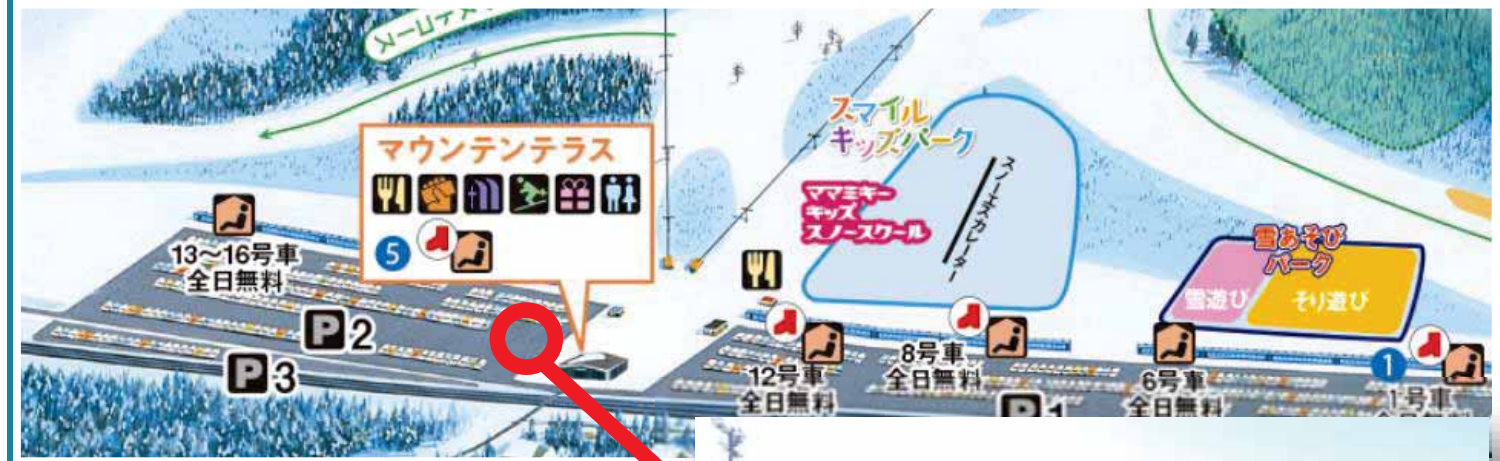 トコース
マウンテンテラス
5
13〜16号車
全日無料
P2
P3
スマイル
キッズパーク
ママミキー
キッズ
スノースクール
スノーエスカレーター
雪あそび
パーク
雪遊び
そり遊び
12号車
全日無料
8号車
全日無料
P1
6号車
全日無料
1
1号車